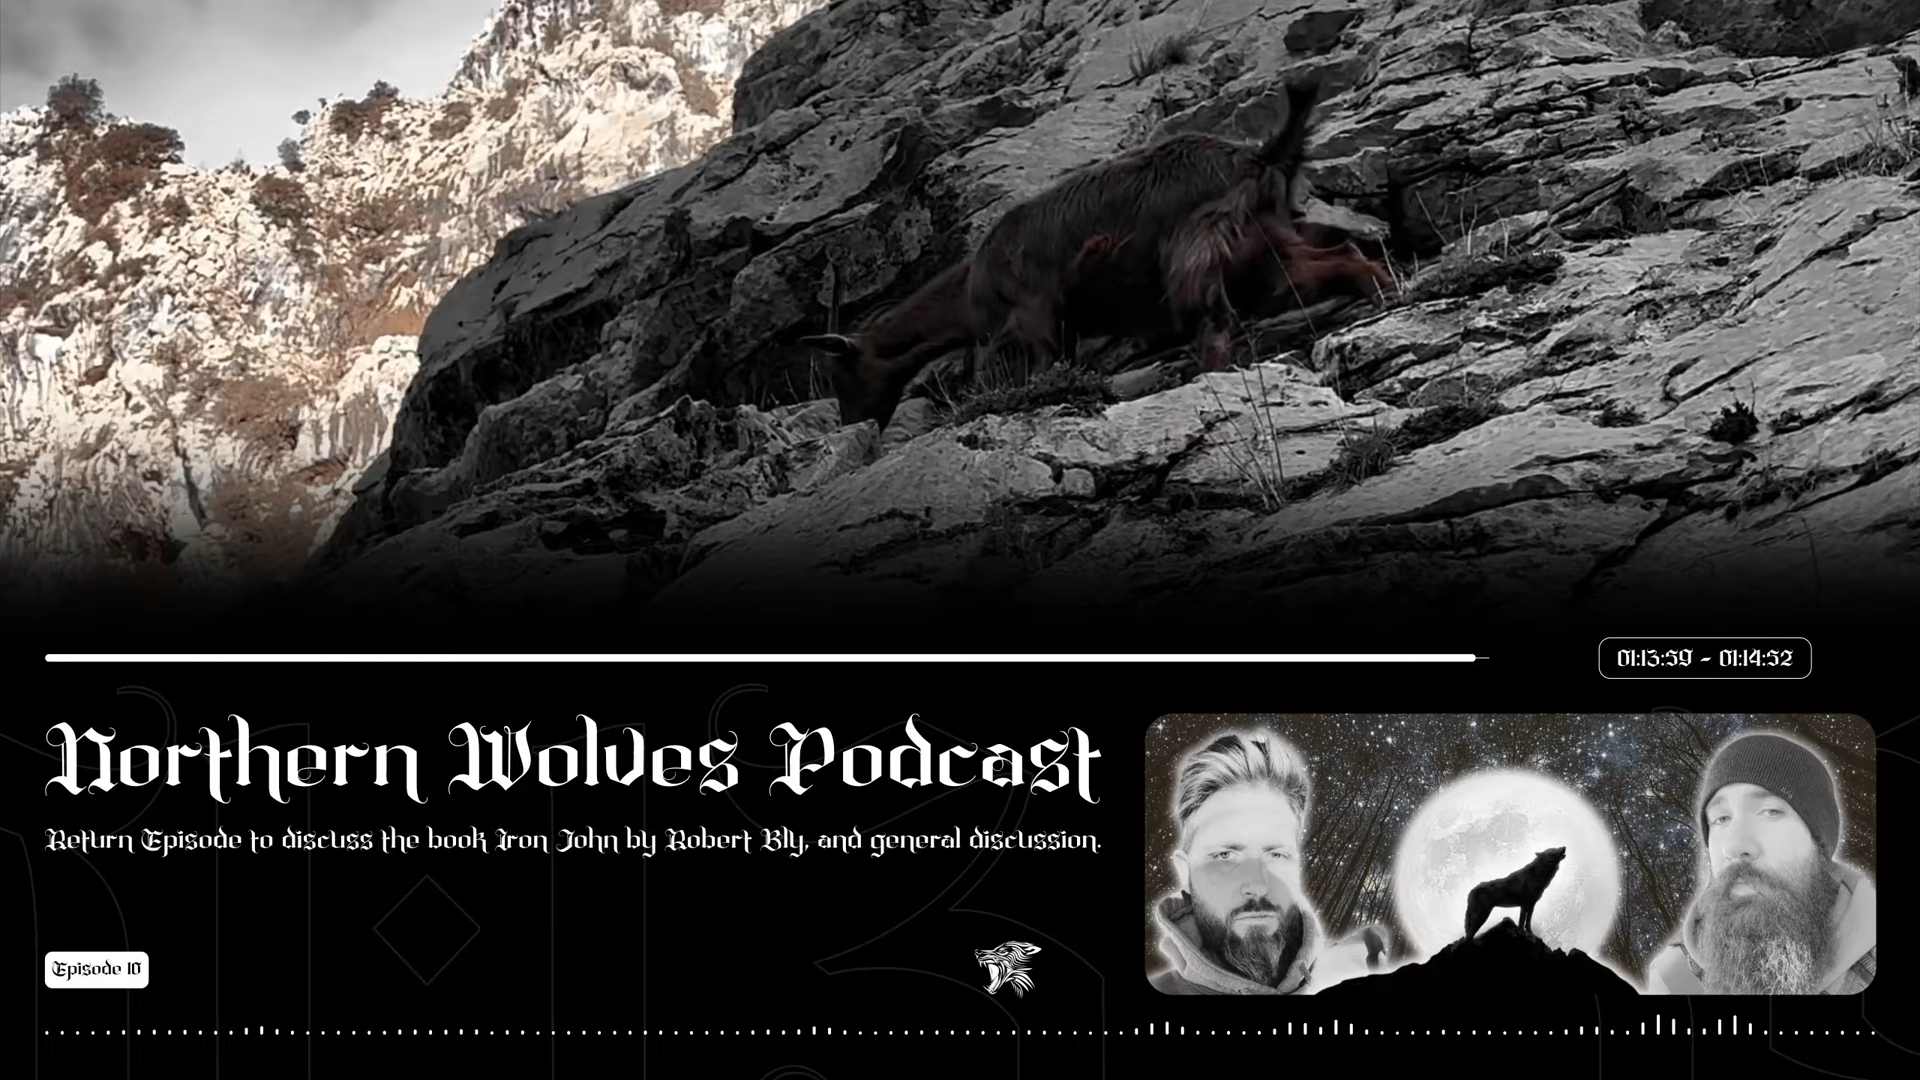 01:13:59 - 01:14:52
Northern Wolves Podcast
Return Episode to discuss the book Iron John by Robert Bly, and general discussion.
Episode 10